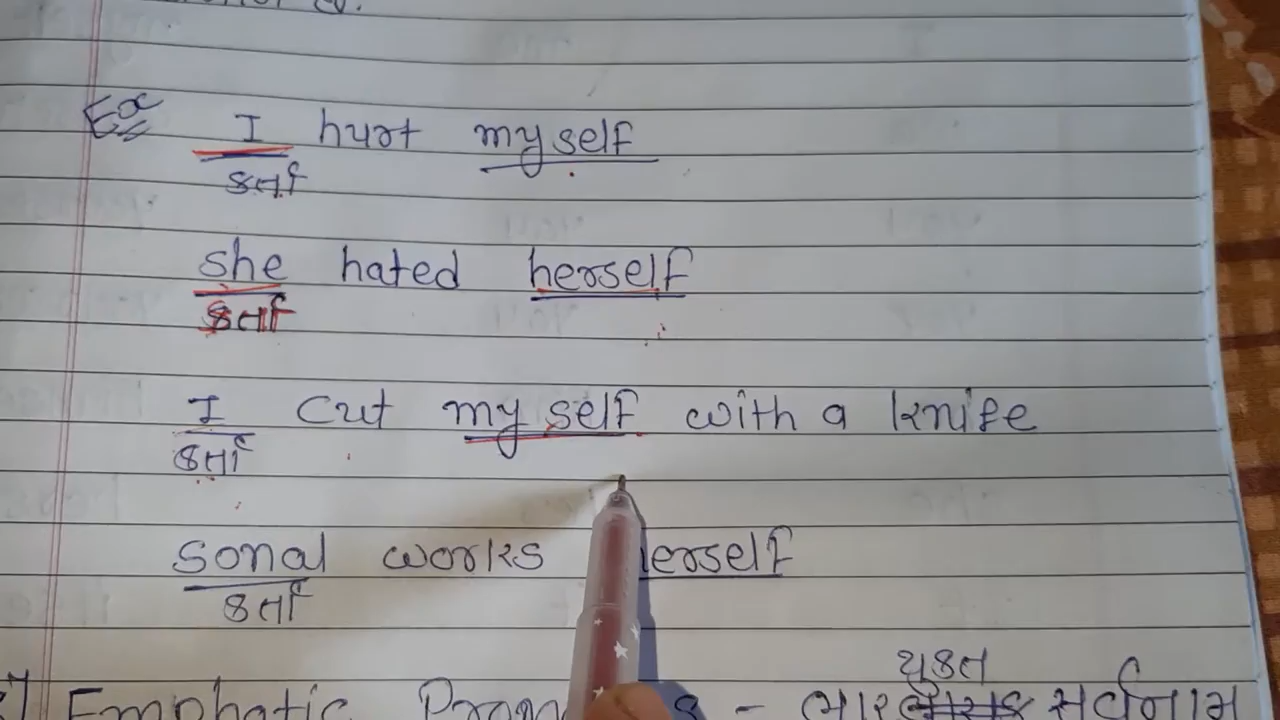 Ex I hurt myself
કર્તા
she hated herself
કર્તા
I cut myself with a knife
કર્તા
sonal works herself
કર્તા
યુકત
Emphatic - ભાર સર્વનામ